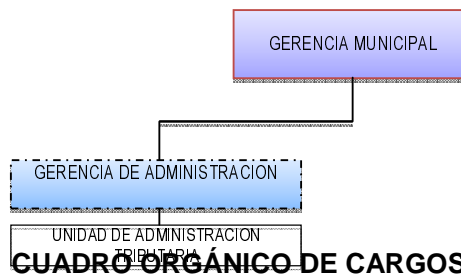 GERENCIA MUNICIPAL
GERENCIA DE ADMINISTRACION
UNIDAD DE ADMINISTRACION
TRIBUTARIA
CUADRO ORGÁNICO DE CARGOS